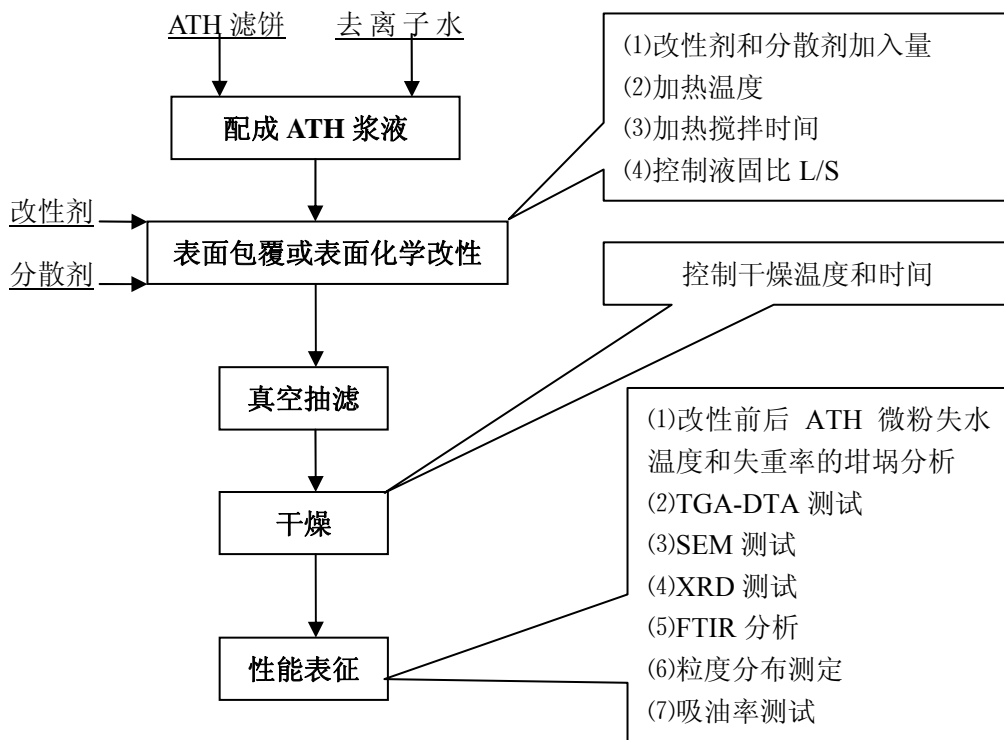 ATH 滤饼
去 离 子 水
配成 ATH 浆液
⑴改性剂和分散剂加入量
⑵加热温度
⑶加热搅拌时间
⑷控制液固比 L/S
改性剂
分散剂
表面包覆或表面化学改性
控制干燥温度和时间
真空抽滤
干燥
性能表征
⑴改性前后 ATH 微粉失水
温度和失重率的坩埚分析
⑵TGA-DTA 测试
⑶SEM 测试
⑷XRD 测试
⑸FTIR 分析
⑹粒度分布测定
⑺吸油率测试